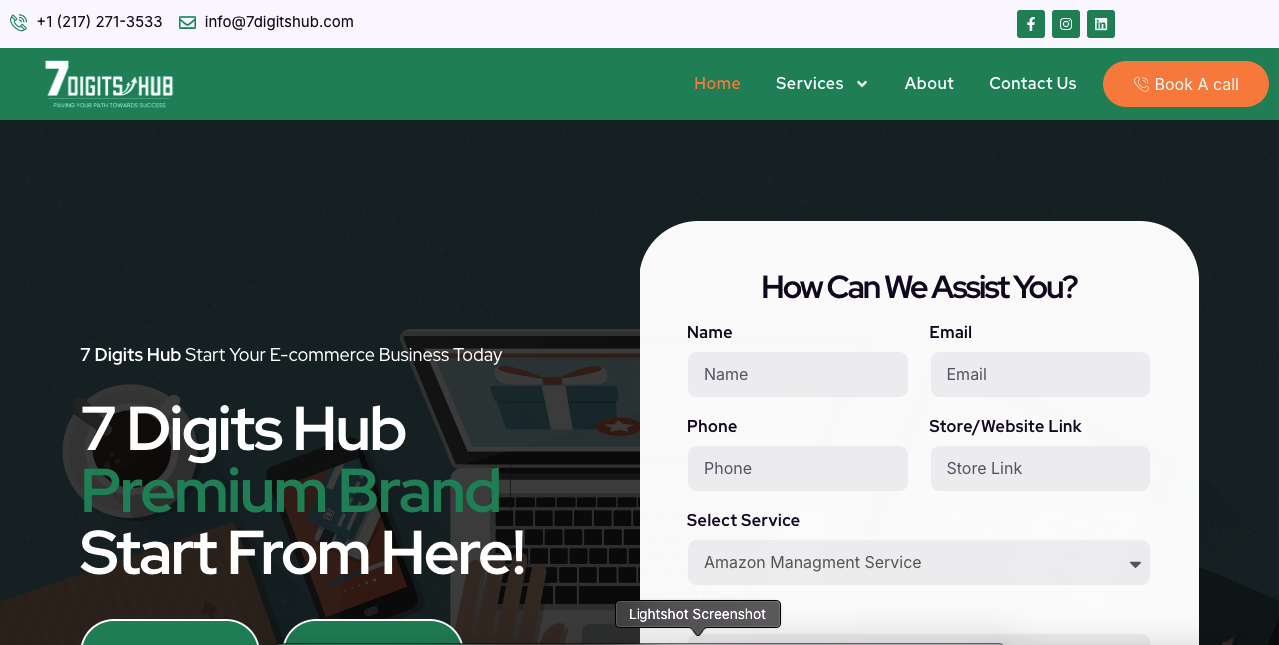 +1 (217) 271-3533 info@7digitshub.com
7DIGITS HUB
PAVING YOUR PATH TOWARDS SUCCESS
Home Services About Contact Us Book A call
7 Digits Hub Start Your E-commerce Business Today
7 Digits Hub
Premium Brand
Start From Here!
How Can We Assist You?
Name Email
Name Email
Phone Store/Website Link
Phone Store Link
Select Service
Amazon Managment Service
Lightshot Screenshot